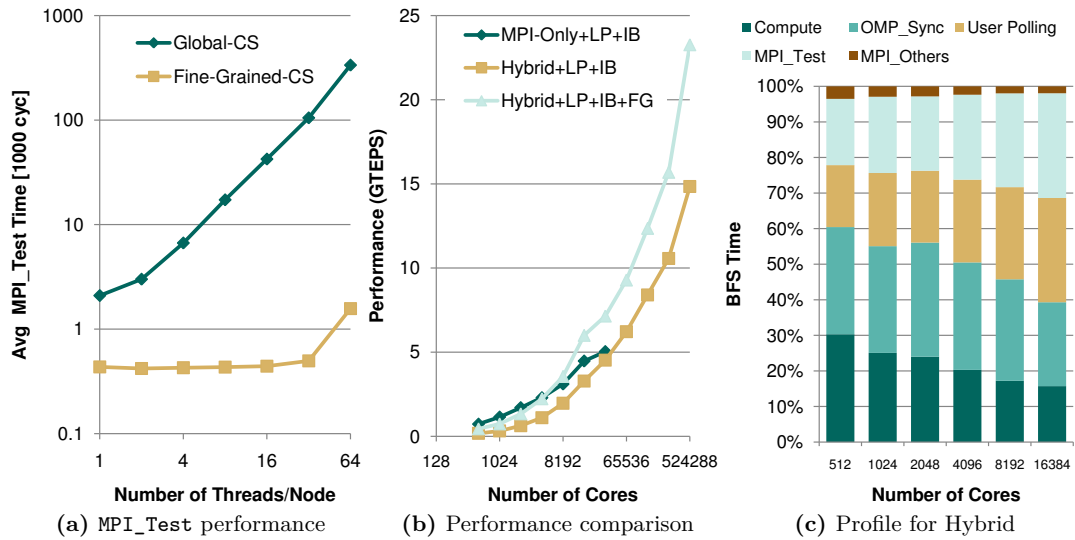 1000
100
10
1
0.1
Avg MPI_Test Time [1000 cyc]
Global-CS
Fine-Grained-CS
1 4 16 64
Number of Threads/Node
(a) MPI_Test performance
25
20
15
10
5
0
Performance (GTEPS)
MPI-Only+LP+IB
Hybrid+LP+IB
Hybrid+LP+IB+FG
128 1024 8192 65536 524288
Number of Cores
(b) Performance comparison
Compute OMP_Sync User Polling
MPI_Test MPI_Others
100%
90%
80%
70%
60%
50%
40%
30%
20%
10%
0%
BFS Time
512 1024 2048 4096 8192 16384
Number of Cores
(c) Profile for Hybrid